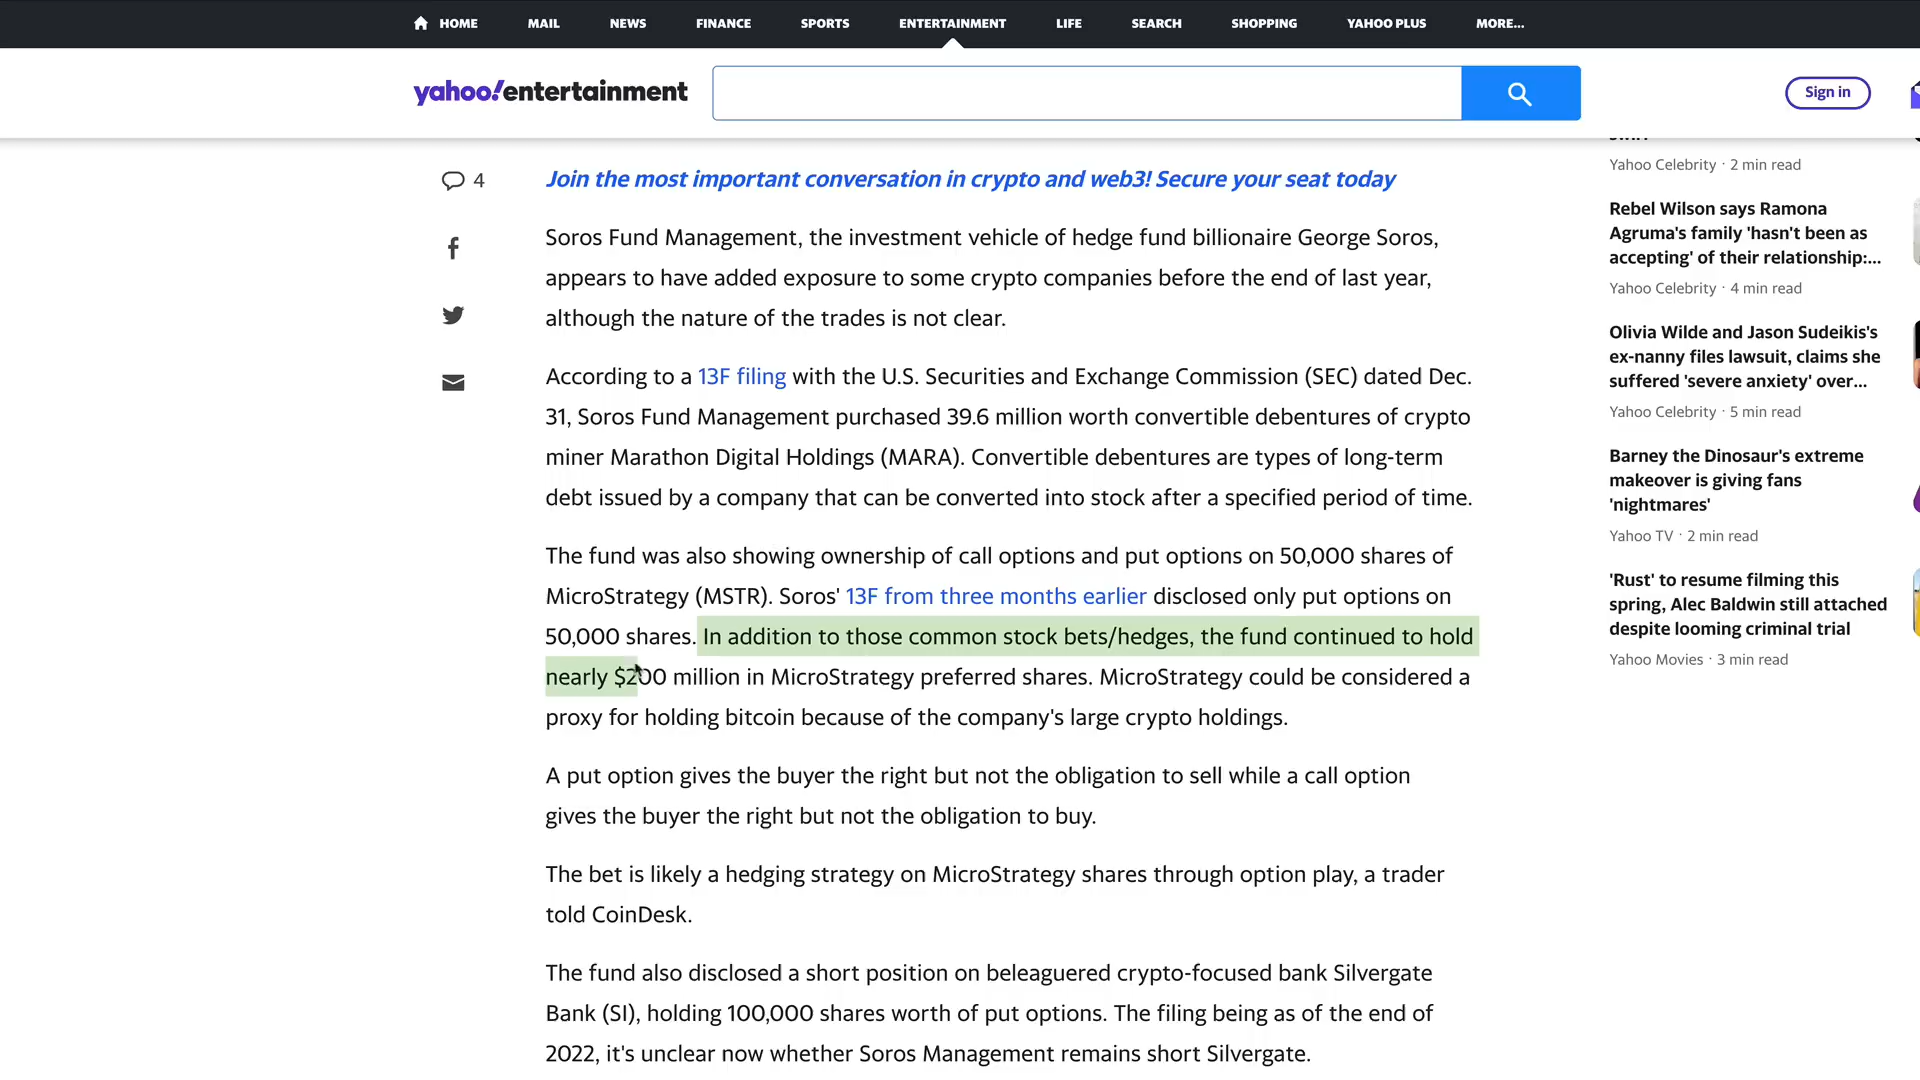 HOME MAIL NEWS FINANCE SPORTS ENTERTAINMENT LIFE SEARCH SHOPPING YAHOO PLUS MORE...
yahoo!entertainment
Sign in
4
Join the most important conversation in crypto and web3! Secure your seat today
Soros Fund Management, the investment vehicle of hedge fund billionaire George Soros,
appears to have added exposure to some crypto companies before the end of last year,
although the nature of the trades is not clear.
According to a 13F filing with the U.S. Securities and Exchange Commission (SEC) dated Dec.
31, Soros Fund Management purchased 39.6 million worth convertible debentures of crypto
miner Marathon Digital Holdings (MARA). Convertible debentures are types of long-term
debt issued by a company that can be converted into stock after a specified period of time.
The fund was also showing ownership of call options and put options on 50,000 shares of
MicroStrategy (MSTR). Soros' 13F from three months earlier disclosed only put options on
50,000 shares. In addition to those common stock bets/hedges, the fund continued to hold
nearly $200 million in MicroStrategy preferred shares. MicroStrategy could be considered a
proxy for holding bitcoin because of the company's large crypto holdings.
A put option gives the buyer the right but not the obligation to sell while a call option
gives the buyer the right but not the obligation to buy.
The bet is likely a hedging strategy on MicroStrategy shares through option play, a trader
told CoinDesk.
The fund also disclosed a short position on beleaguered crypto-focused bank Silvergate
Bank (SI), holding 100,000 shares worth of put options. The filing being as of the end of
2022, it's unclear now whether Soros Management remains short Silvergate.
Yahoo Celebrity · 2 min read
Rebel Wilson says Ramona
Agruma's family 'hasn't been as
accepting' of their relationship:...
Yahoo Celebrity · 4 min read
Olivia Wilde and Jason Sudeikis's
ex-nanny files lawsuit, claims she
suffered 'severe anxiety' over...
Yahoo Celebrity · 5 min read
Barney the Dinosaur's extreme
makeover is giving fans
'nightmares'
Yahoo TV · 2 min read
'Rust' to resume filming this
spring, Alec Baldwin still attached
despite looming criminal trial
Yahoo Movies · 3 min read